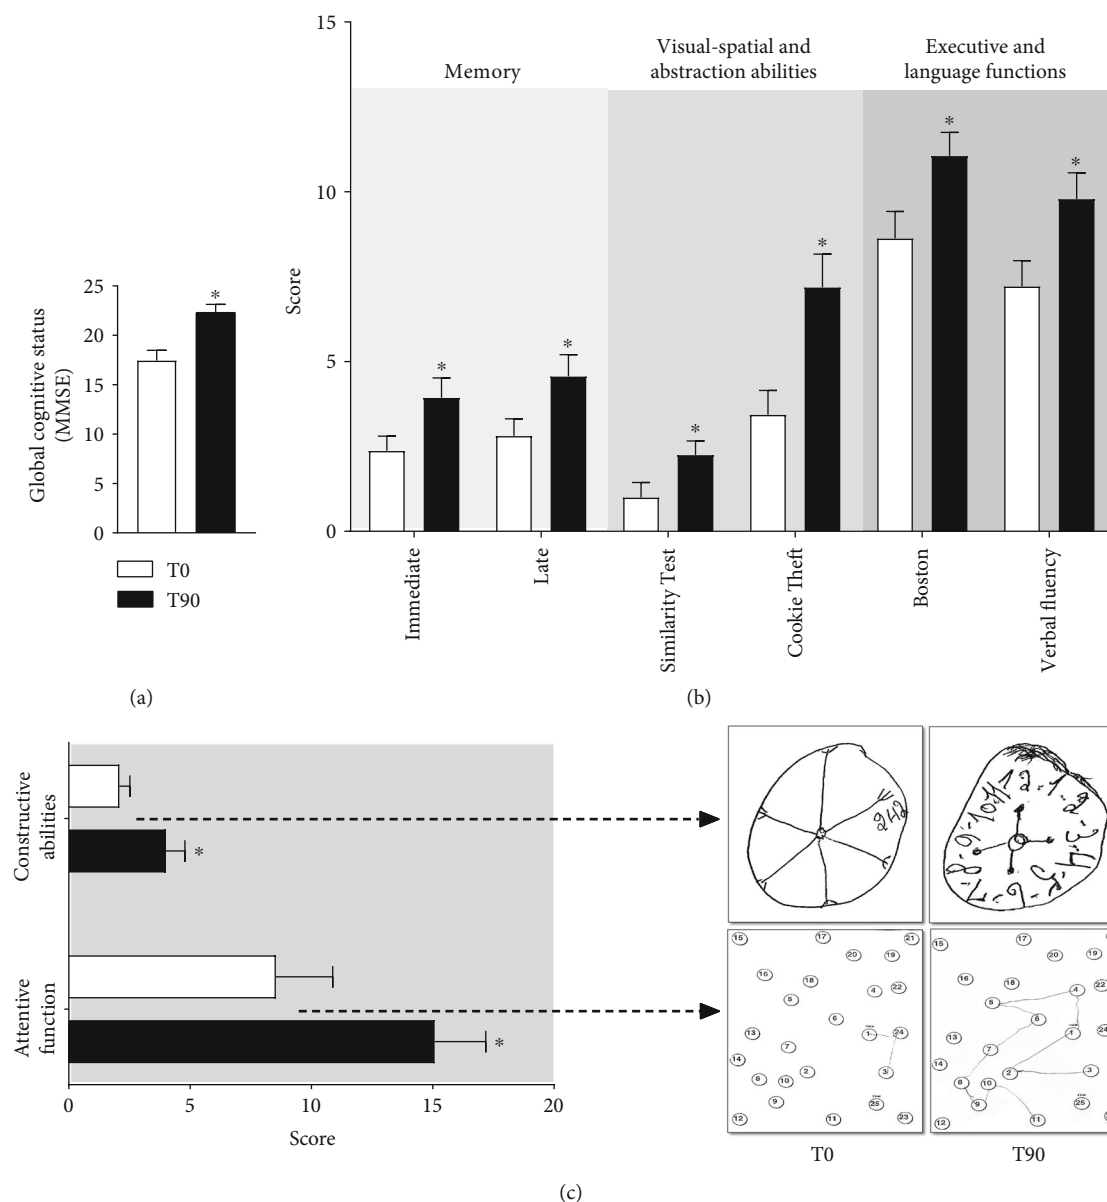 25
20
15
10
5
0
Global cognitive status
(MMSE)
*
T0
T90
(a)
15
10
5
0
Score
Memory
Visual-spatial and
abstraction abilities
Executive and
language functions
*
*
*
*
*
*
Immediate
Late
Similarity Test
Cookie Theft
Boston
Verbal fluency
(b)
Constructive
abilities
Attentive
function
*
*
0
5
10
15
20
Score
15
17
21
20
19
16
18
4
22
5
6
13
1
24
7
14
2
3
8
10
9
25
12
11
23
15
17
20
19
16
18
4
22
5
6
13
1
24
7
14
2
3
8
10
9
25
12
11
T0
T90
(c)